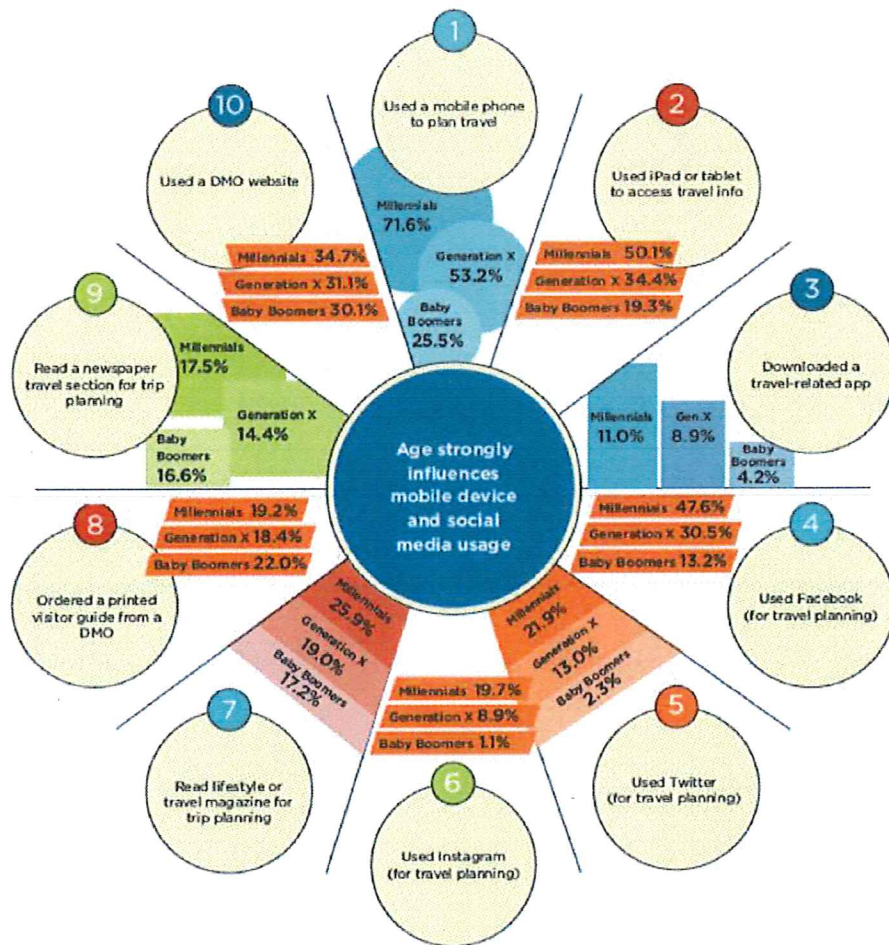 1
Used a mobile phone
to plan travel
Millennials
71.6%
Generation X
53.2%
Baby
Boomers
25.5%
2
Used iPad or tablet
to access travel info
Millennials 50.1%
Generation X 34.4%
Baby Boomers 19.3%
3
Downloaded a
travel-related app
Millennials
11.0%
Gen X
8.9%
Baby
Boomers
4.2%
4
Used Facebook
(for travel planning)
Millennials 47.6%
Generation X 30.5%
Baby Boomers 13.2%
5
Used Twitter
(for travel planning)
Millennials
21.9%
Generation X
13.0%
Baby Boomers
2.3%
6
Used Instagram
(for travel planning)
Millennials 19.7%
Generation X 8.9%
Baby Boomers 1.1%
7
Read lifestyle or
travel magazine for
trip planning
Millennials
25.9%
Generation X
19.0%
Baby Boomers
17.2%
8
Ordered a printed
visitor guide from a
DMO
Millennials 19.2%
Generation X 18.4%
Baby Boomers 22.0%
9
Read a newspaper
travel section for trip
planning
Millennials
17.5%
Generation X
14.4%
Baby
Boomers
16.6%
10
Used a DMO website
Millennials 34.7%
Generation X 31.1%
Baby Boomers 30.1%
Age strongly
influences
mobile device
and social
media usage